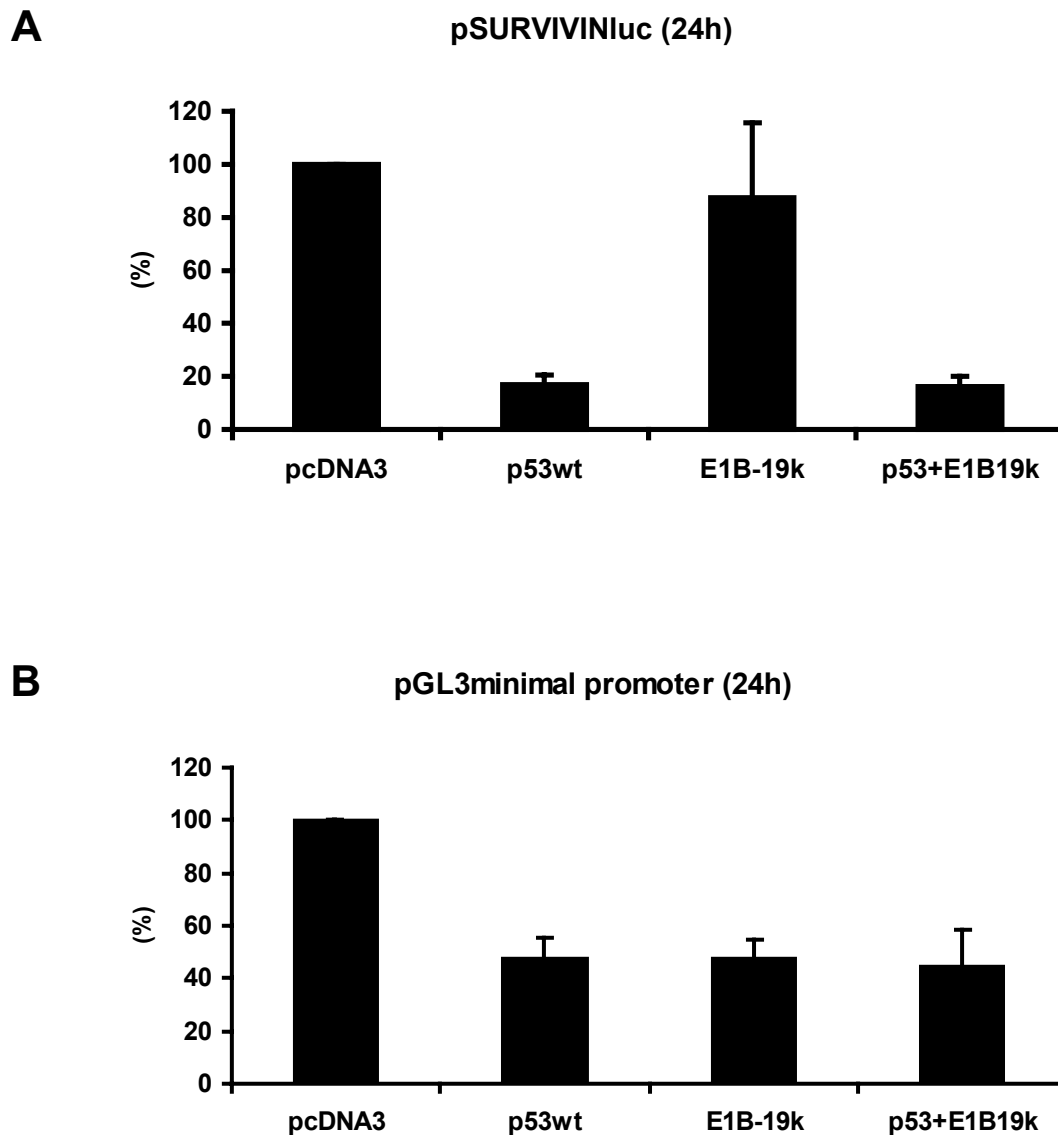 A
pSURVIVINluc (24h)
120
100
80
60
40
20
0
(%)
pcDNA3 p53wt E1B-19k p53+E1B19k
B
pGL3minimal promoter (24h)
120
100
80
60
40
20
0
(%)
pcDNA3 p53wt E1B-19k p53+E1B19k